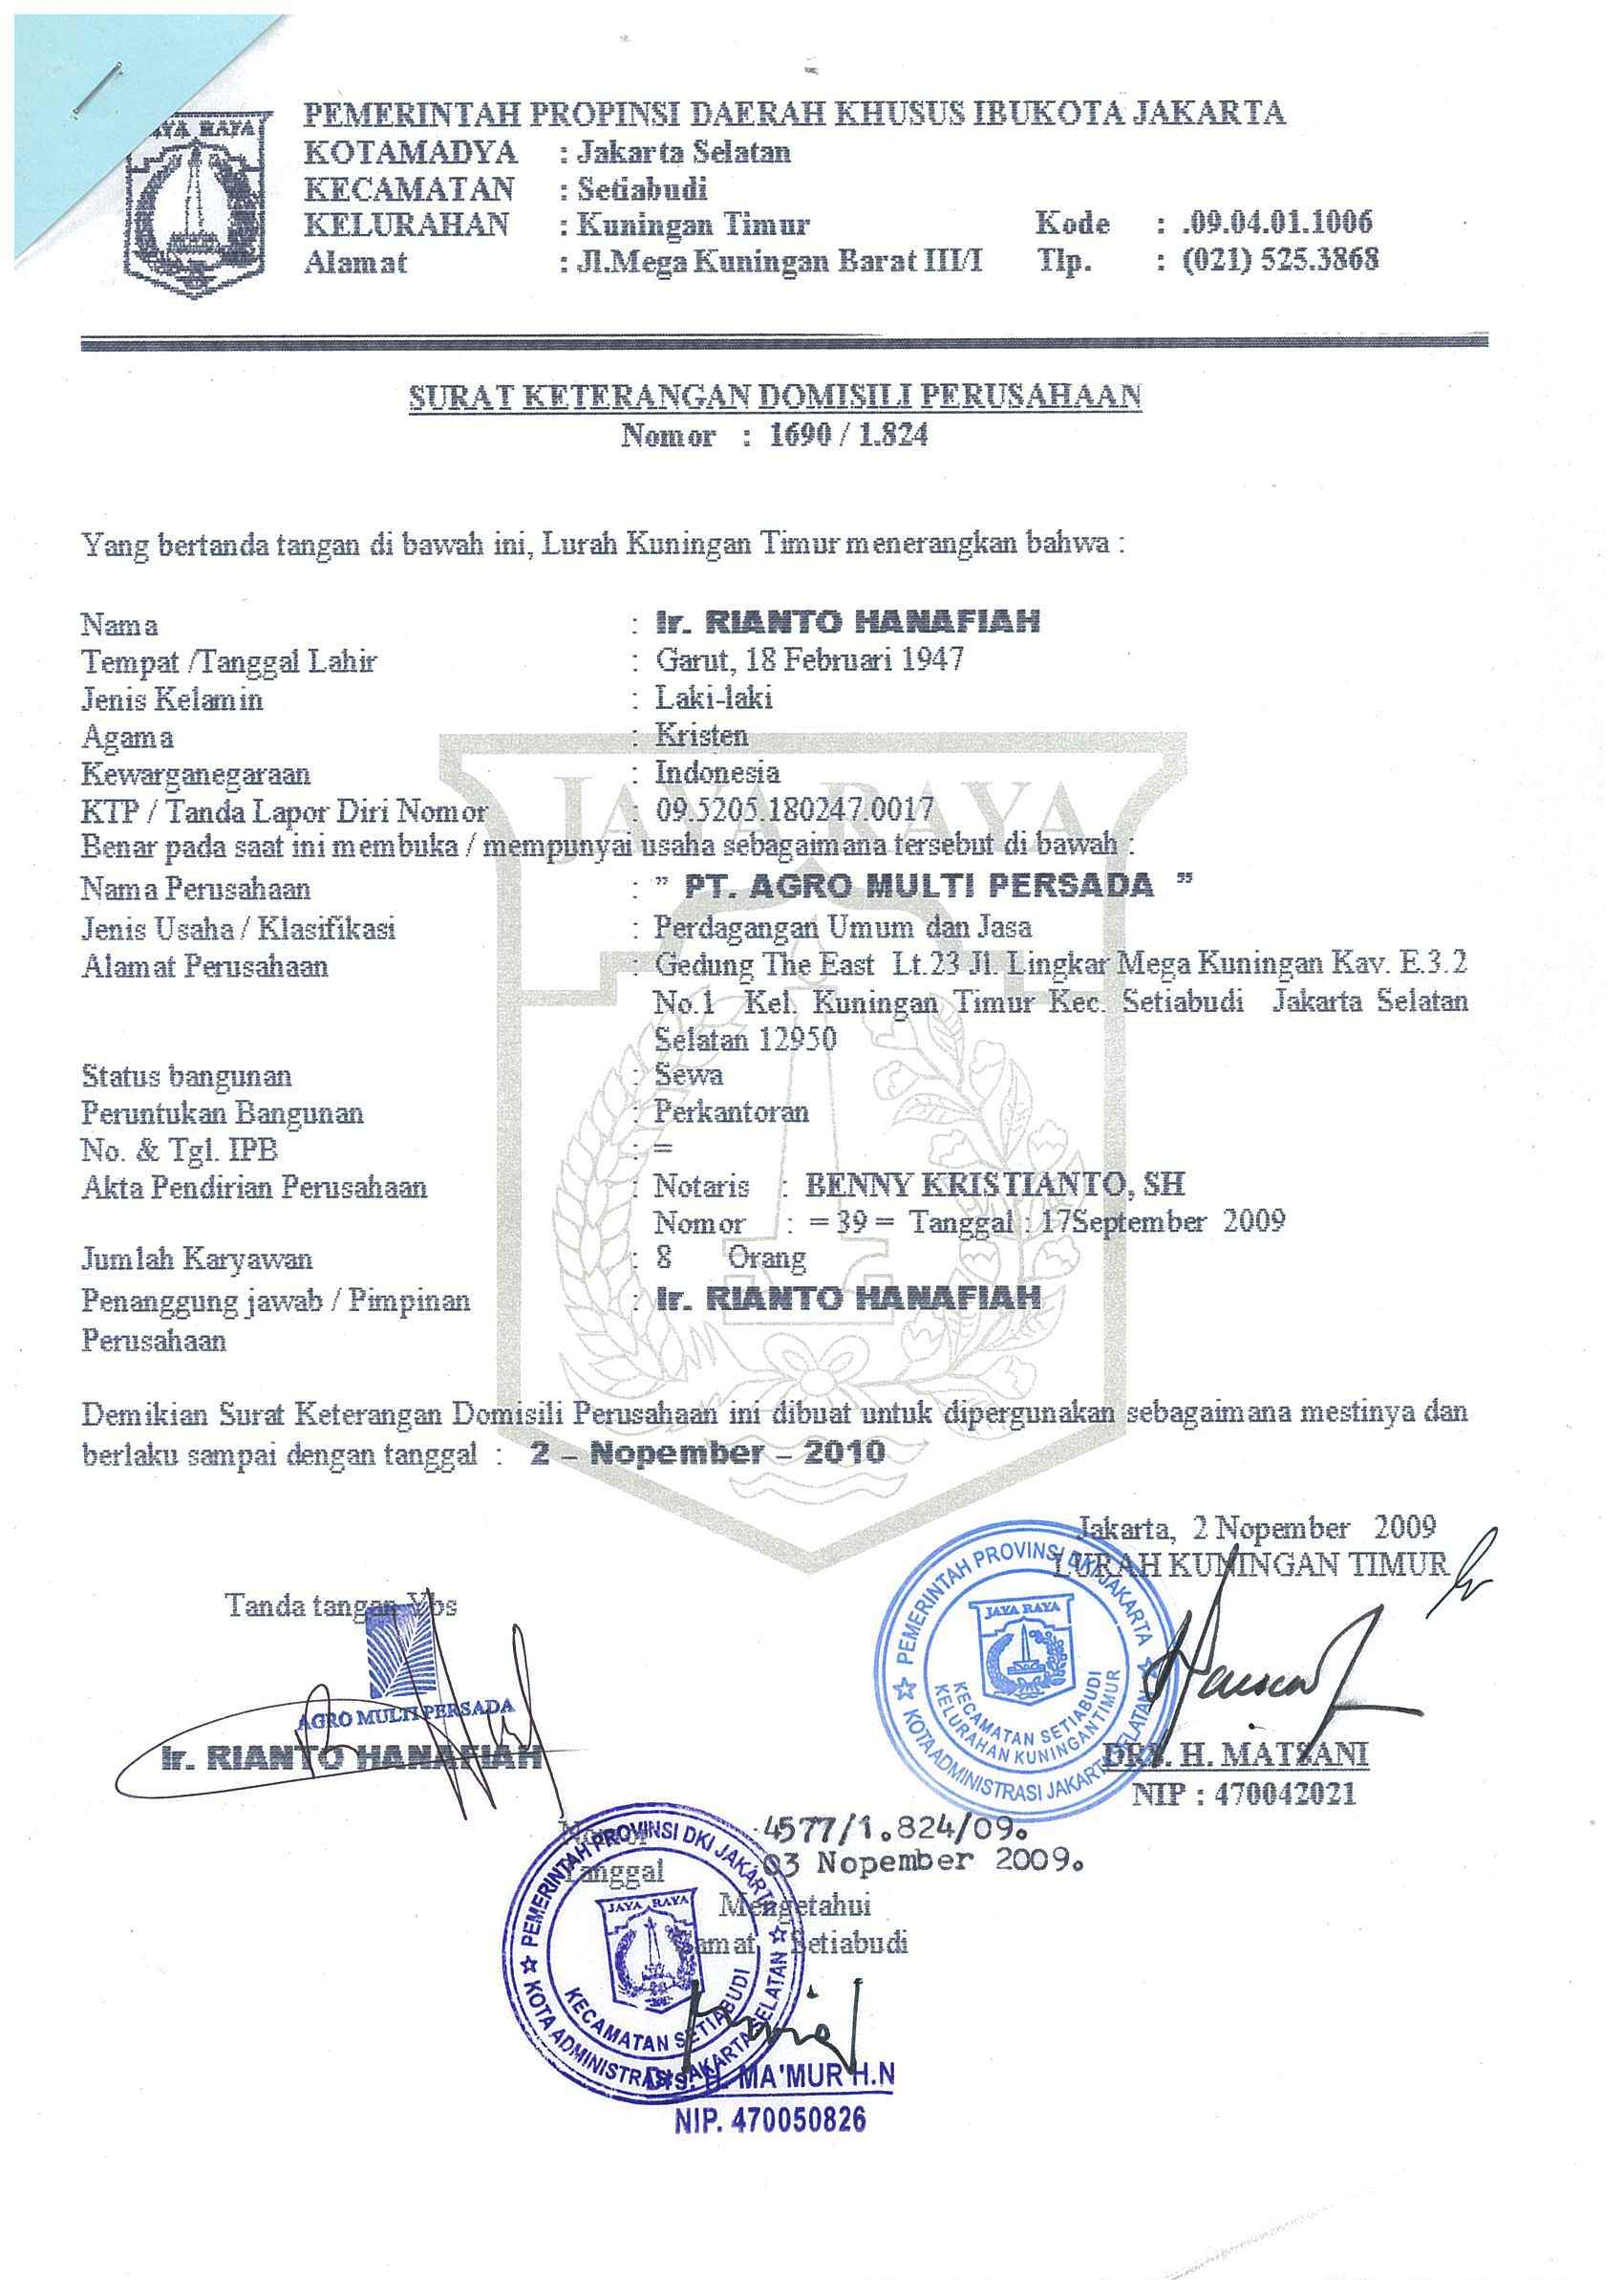 JAYA RAYA
PEMERINTAH PROPINSI DAERAH KHUSUS IBUKOTA JAKARTA
KOTAMADYA : Jakarta Selatan
KECAMATAN : Setiabudi
KELURAHAN : Kuningan Timur Kode : .09.04.01.1006
Alamat : Jl.Mega Kuningan Barat III/I Tlp. : (021) 525.3868
SURAT KETERANGAN DOMISILI PERUSAHAAN
Nomor : 1690 / 1.824
Yang bertanda tangan di bawah ini, Lurah Kuningan Timur menerangkan bahwa :
Nama : Ir. RIANTO HANAFIAH
Tempat /Tanggal Lahir : Garut, 18 Februari 1947
Jenis Kelamin : Laki-laki
Agama : Kristen
Kewarganegaraan : Indonesia
JAYA RAYA
KTP / Tanda Lapor Diri Nomor : 09.5205.180247.0017
Benar pada saat ini membuka / mempunyai usaha sebagaimana tersebut di bawah :
Nama Perusahaan : " PT. AGRO MULTI PERSADA "
Jenis Usaha / Klasifikasi : Perdagangan Umum dan Jasa
Alamat Perusahaan : Gedung The East Lt.23 Jl. Lingkar Mega Kuningan Kav. E.3.2
No.1 Kel. Kuningan Timur Kec. Setiabudi Jakarta Selatan
Selatan 12950
Status bangunan : Sewa
Peruntukan Bangunan : Perkantoran
No. & Tgl. IPB : =
Akta Pendirian Perusahaan : Notaris : BENNY KRISTIANTO, SH
Nomor : = 39 = Tanggal : 17September 2009
Jumlah Karyawan : 8 Orang
Penanggung jawab / Pimpinan : Ir. RIANTO HANAFIAH
Perusahaan
Demikian Surat Keterangan Domisili Perusahaan ini dibuat untuk dipergunakan sebagaimana mestinya dan
berlaku sampai dengan tanggal : 2 – Nopember – 2010
Jakarta, 2 Nopember 2009
LURAH KUNINGAN TIMUR
Tanda tangan Ybs
AGRO MULTI PERSADA
Ir. RIANTO HANAFIAH
PEMERINTAH PROVINSI DKI JAKARTA
JAYA RAYA
KECAMATAN SETIABUDI
KELURAHAN KUNINGAN TIMUR
KOTA ADMINISTRASI JAKARTA SELATAN
DRS. H. MATSANI
NIP : 470042021
Nomor 4577/1.824/09.
Tanggal 03 Nopember 2009.
Mengetahui
Camat Setiabudi
PEMERINTAH PROVINSI DKI JAKARTA
JAYA RAYA
KECAMATAN SETIABUDI
KOTA ADMINISTRASI JAKARTA SELATAN
Drs. H. MA'MUR H.N
NIP. 470050826